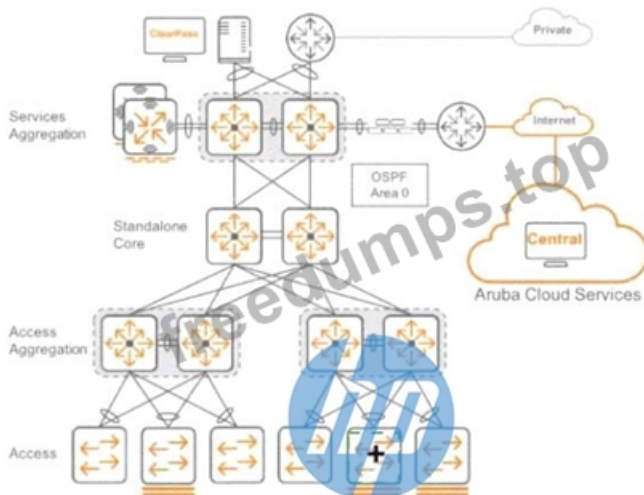 ClearPass
Private
Services
Aggregation
Internet
OSPF
Area 0
Standalone
Core
Central
Aruba Cloud Services
Access
Aggregation
Access
freedumps.top
hp